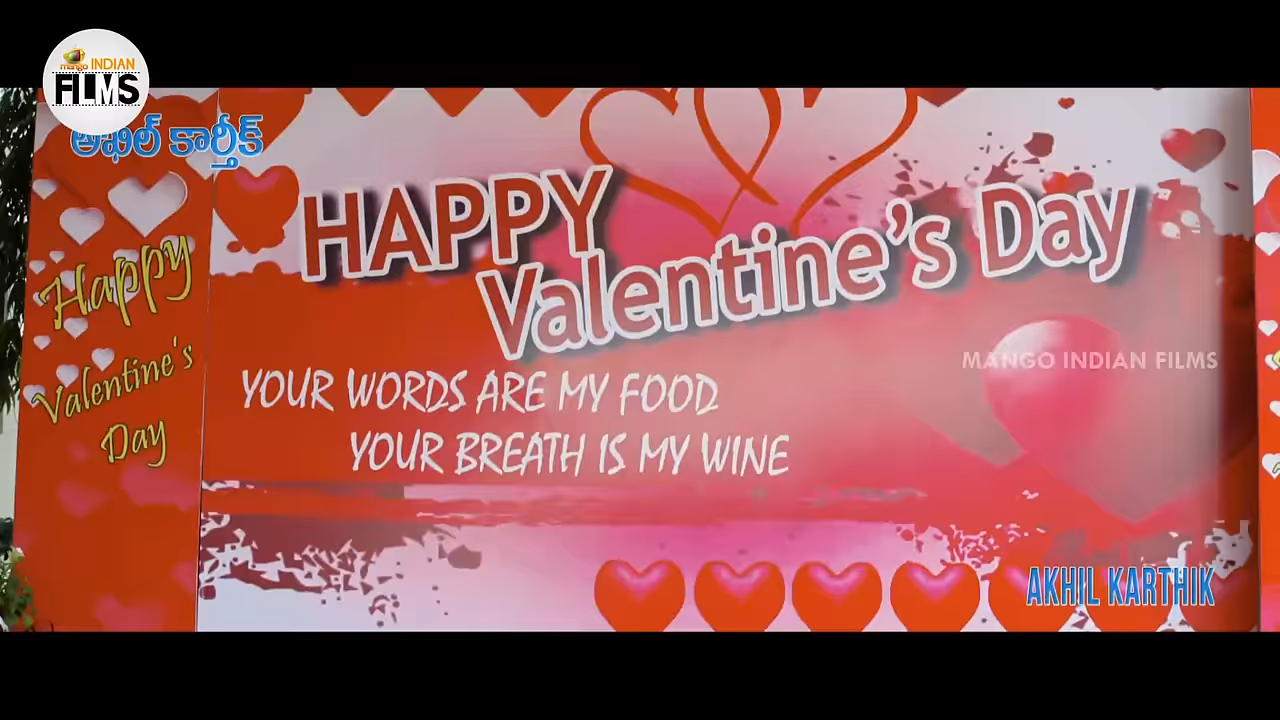 mango INDIAN
FILMS
అఖిల్ కార్తీక్
Happy
Valentine's
Day
HAPPY
Valentine's Day
YOUR WORDS ARE MY FOOD
YOUR BREATH IS MY WINE
MANGO INDIAN FILMS
AKHIL KARTHIK